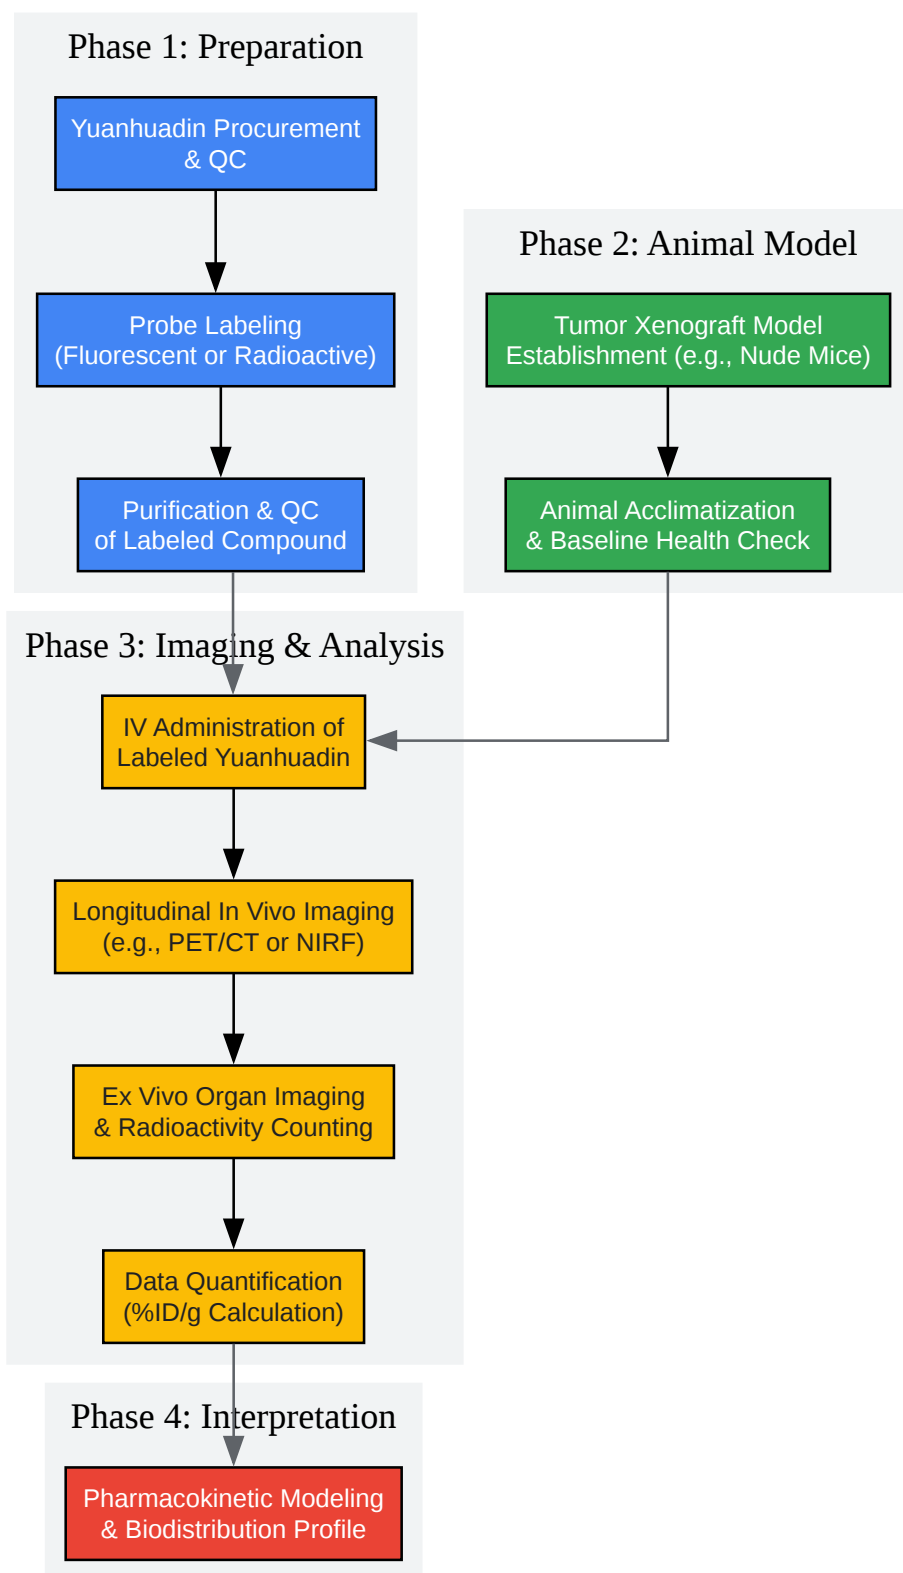 Phase 1: Preparation
Yuanhuadin Procurement
& QC
Probe Labeling
(Fluorescent or Radioactive)
Purification & QC
of Labeled Compound
Phase 2: Animal Model
Tumor Xenograft Model
Establishment (e.g., Nude Mice)
Animal Acclimatization
& Baseline Health Check
Phase 3: Imaging & Analysis
IV Administration of
Labeled Yuanhuadin
Longitudinal In Vivo Imaging
(e.g., PET/CT or NIRF)
Ex Vivo Organ Imaging
& Radioactivity Counting
Data Quantification
(%ID/g Calculation)
Phase 4: Interpretation
Pharmacokinetic Modeling
& Biodistribution Profile